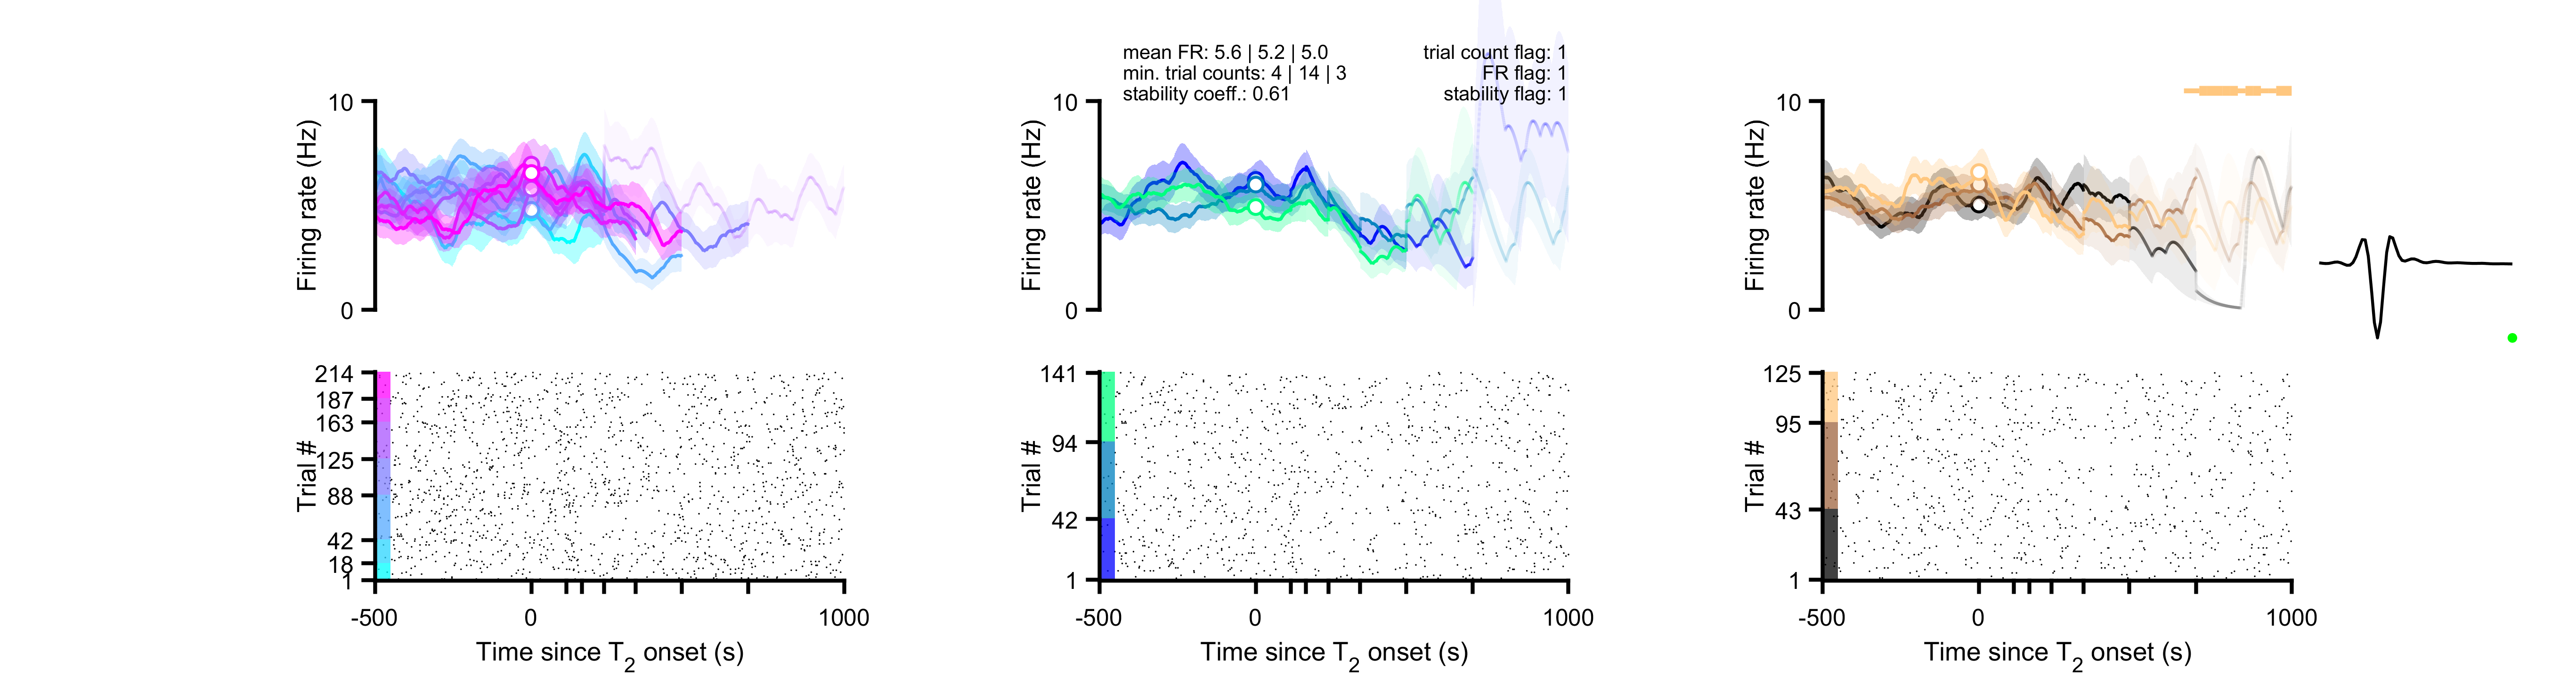 mean FR: 5.6 | 5.2 | 5.0
min. trial counts: 4 | 14 | 3
stability coeff.: 0.61
trial count flag: 1
FR flag: 1
stability flag: 1
10
Firing rate (Hz)
0
10
Firing rate (Hz)
0
10
Firing rate (Hz)
0
214
187
163
125
88
42
18
1
Trial #
-500
0
1000
Time since T2 onset (s)
141
94
42
1
Trial #
-500
0
1000
Time since T2 onset (s)
125
95
43
1
Trial #
-500
0
1000
Time since T2 onset (s)